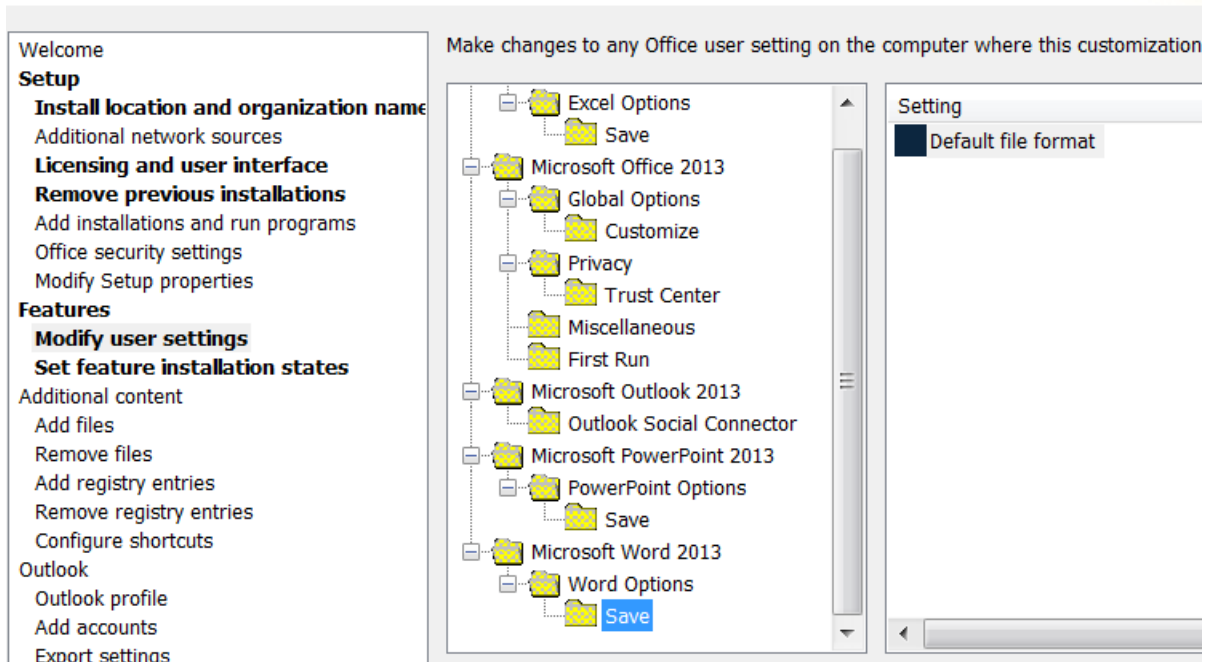 Make changes to any Office user setting on the computer where this customization
Welcome
Setup
Install location and organization name
Additional network sources
Licensing and user interface
Remove previous installations
Add installations and run programs
Office security settings
Modify Setup properties
Features
Modify user settings
Set feature installation states
Additional content
Add files
Remove files
Add registry entries
Remove registry entries
Configure shortcuts
Outlook
Outlook profile
Add accounts
Export settings
Excel Options
Save
Microsoft Office 2013
Global Options
Customize
Privacy
Trust Center
Miscellaneous
First Run
Microsoft Outlook 2013
Outlook Social Connector
Microsoft PowerPoint 2013
PowerPoint Options
Save
Microsoft Word 2013
Word Options
Save
Setting
Default file format